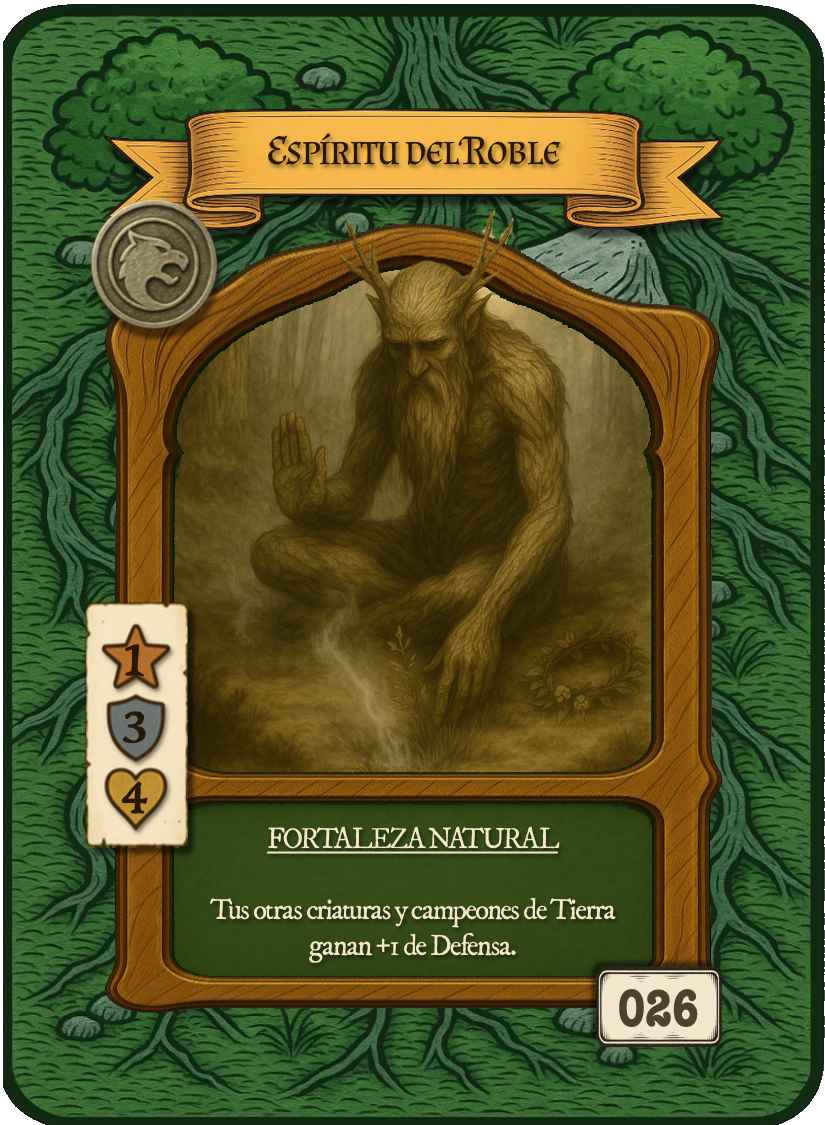 Espíritu del Roble
1
3
4
FORTALEZA NATURAL
Tus otras criaturas y campeones de Tierra
ganan +1 de Defensa.
026